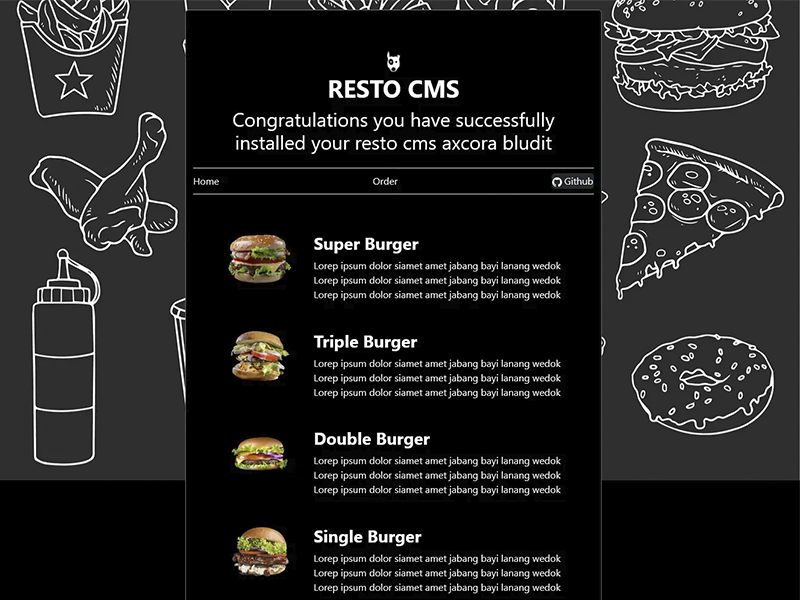 RESTO CMS
Congratulations you have successfully
installed your resto cms axcora bludit
Home
Order
Github
Super Burger
Lorep ipsum dolor siamet amet jabang bayi lanang wedok
Lorep ipsum dolor siamet amet jabang bayi lanang wedok
Lorep ipsum dolor siamet amet jabang bayi lanang wedok
Triple Burger
Lorep ipsum dolor siamet amet jabang bayi lanang wedok
Lorep ipsum dolor siamet amet jabang bayi lanang wedok
Lorep ipsum dolor siamet amet jabang bayi lanang wedok
Double Burger
Lorep ipsum dolor siamet amet jabang bayi lanang wedok
Lorep ipsum dolor siamet amet jabang bayi lanang wedok
Lorep ipsum dolor siamet amet jabang bayi lanang wedok
Single Burger
Lorep ipsum dolor siamet amet jabang bayi lanang wedok
Lorep ipsum dolor siamet amet jabang bayi lanang wedok
Lorep ipsum dolor siamet amet jabang bayi lanang wedok